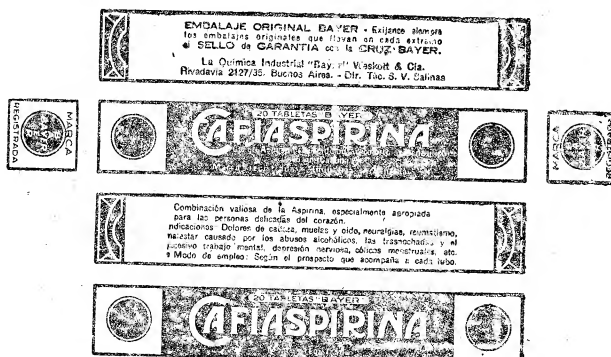 EMBALAJE ORIGINAL BAYER - Exíjanse siempre
los embalajes originales que llevan en cada extremo
el SELLO de GARANTIA con la CRUZ BAYER.
La Química Industrial "Bayer" Weskott & Cía.
Rivadavia 2127/35. Buenos Aires. - Dir. Téc. S. V. Salinas
MARCA
REGISTRADA
20 TABLETAS "BAYER"
CAFIASPIRINA
MARCA
REGISTRADA
Combinación valiosa de la Aspirina, especialmente apropiada
para las personas delicadas del corazón.
ndicaciones: Dolores de cabeza, muelas y oído, neuralgias, reumatismo,
malestar causado por los abusos alcohólicos, las trasnochadas y el
excesivo trabajo mental, depresión nerviosa, cólicos menstruales, etc.
Modo de empleo: Según el prospecto que acompaña a cada tubo.
20 TABLETAS "BAYER"
CAFIASPIRINA